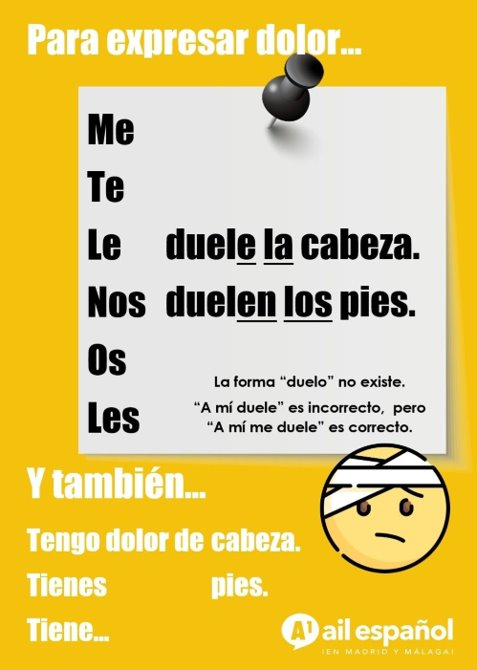 Para expresar dolor...
Me
Te
Le duele la cabeza.
Nos duelen los pies.
Os
La forma “duelo” no existe.
“A mí duele” es incorrecto, pero
Les
“A mí me duele” es correcto.
Y también...
Tengo dolor de cabeza.
Tienes pies.
Tiene...
A1 ail español
¡EN MADRID Y MÁLAGA!